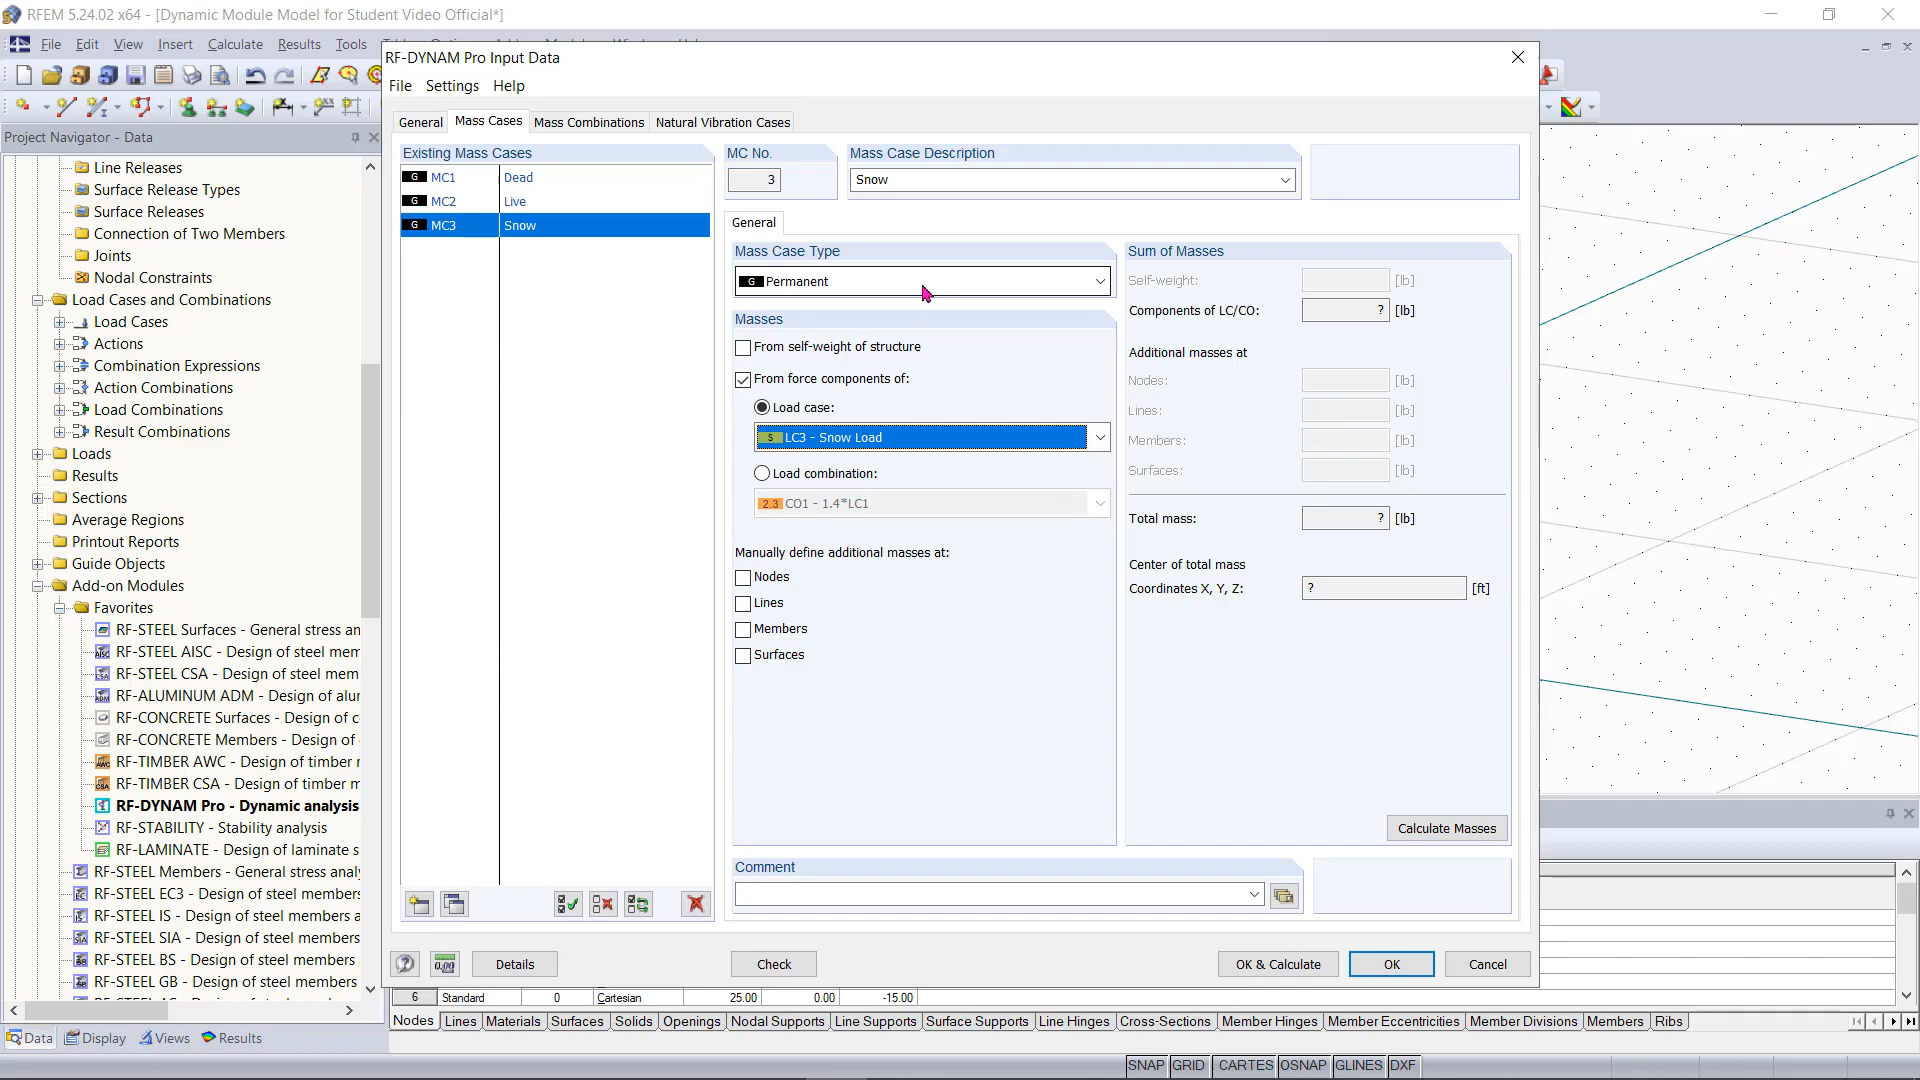 RFEM 5.24.02 x64 - [Dynamic Module Model for Student Video Official*]
File Edit View Insert Calculate Results Tools
RF-DYNAM Pro Input Data
File Settings Help
General Mass Cases Mass Combinations Natural Vibration Cases
Project Navigator - Data
Line Releases
Surface Release Types
Surface Releases
Connection of Two Members
Joints
Nodal Constraints
Load Cases and Combinations
Load Cases
Actions
Combination Expressions
Action Combinations
Load Combinations
Result Combinations
Loads
Results
Sections
Average Regions
Printout Reports
Guide Objects
Add-on Modules
Favorites
RF-STEEL Surfaces - General stress an
RF-STEEL AISC - Design of steel mem
RF-STEEL CSA - Design of steel mem
RF-ALUMINUM ADM - Design of alur
RF-CONCRETE Surfaces - Design of c
RF-CONCRETE Members - Design of
RF-TIMBER AWC - Design of timber r
RF-TIMBER CSA - Design of timber m
RF-DYNAM Pro - Dynamic analysis
RF-STABILITY - Stability analysis
RF-LAMINATE - Design of laminate s
RF-STEEL Members - General stress analy
RF-STEEL EC3 - Design of steel members
RF-STEEL IS - Design of steel members a
RF-STEEL SIA - Design of steel members
RF-STEEL BS - Design of steel members
RF-STEEL GB - Design of steel members
Data Display Views Results
Existing Mass Cases
G MC1 Dead
G MC2 Live
G MC3 Snow
MC No.
3
Mass Case Description
Snow
General
Mass Case Type
G Permanent
Masses
From self-weight of structure
From force components of:
Load case:
S LC3 - Snow Load
Load combination:
2.3 CO1 - 1.4*LC1
Manually define additional masses at:
Nodes
Lines
Members
Surfaces
Sum of Masses
Self-weight: [lb]
Components of LC/CO: ? [lb]
Additional masses at
Nodes: [lb]
Lines: [lb]
Members: [lb]
Surfaces: [lb]
Total mass: ? [lb]
Center of total mass
Coordinates X, Y, Z: ? [ft]
Calculate Masses
Comment
0.00
Details Check OK & Calculate OK Cancel
6 Standard 0 Cartesian 25.00 0.00 -15.00
Nodes Lines Materials Surfaces Solids Openings Nodal Supports Line Supports Surface Supports Line Hinges Cross-Sections Member Hinges Member Eccentricities Member Divisions Members Ribs
SNAP GRID CARTES OSNAP GLINES DXF